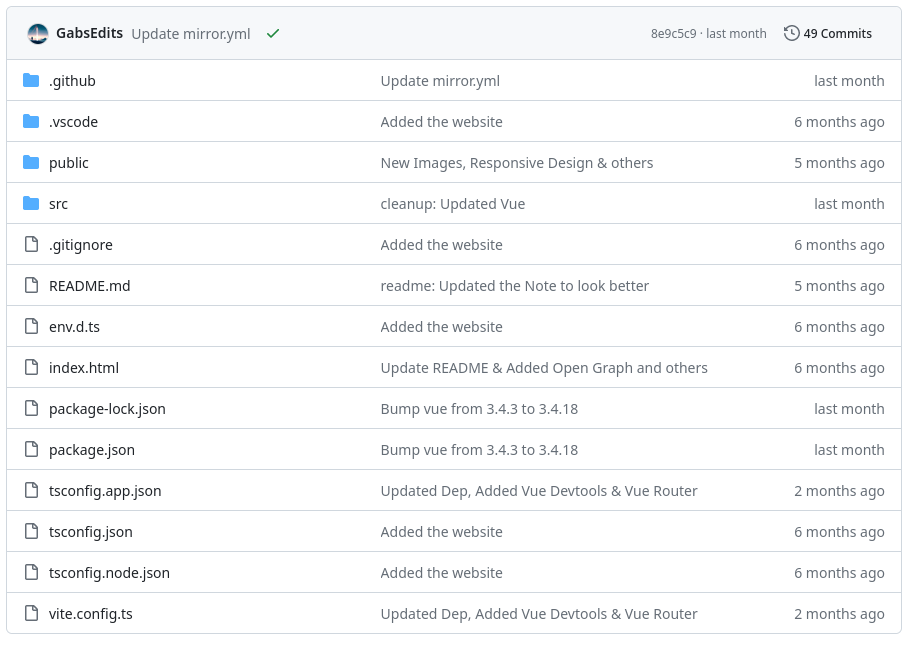 GabsEdits Update mirror.yml 8e9c5c9 · last month 49 Commits
.github Update mirror.yml last month
.vscode Added the website 6 months ago
public New Images, Responsive Design & others 5 months ago
src cleanup: Updated Vue last month
.gitignore Added the website 6 months ago
README.md readme: Updated the Note to look better 5 months ago
env.d.ts Added the website 6 months ago
index.html Update README & Added Open Graph and others 6 months ago
package-lock.json Bump vue from 3.4.3 to 3.4.18 last month
package.json Bump vue from 3.4.3 to 3.4.18 last month
tsconfig.app.json Updated Dep, Added Vue Devtools & Vue Router 2 months ago
tsconfig.json Added the website 6 months ago
tsconfig.node.json Added the website 6 months ago
vite.config.ts Updated Dep, Added Vue Devtools & Vue Router 2 months ago